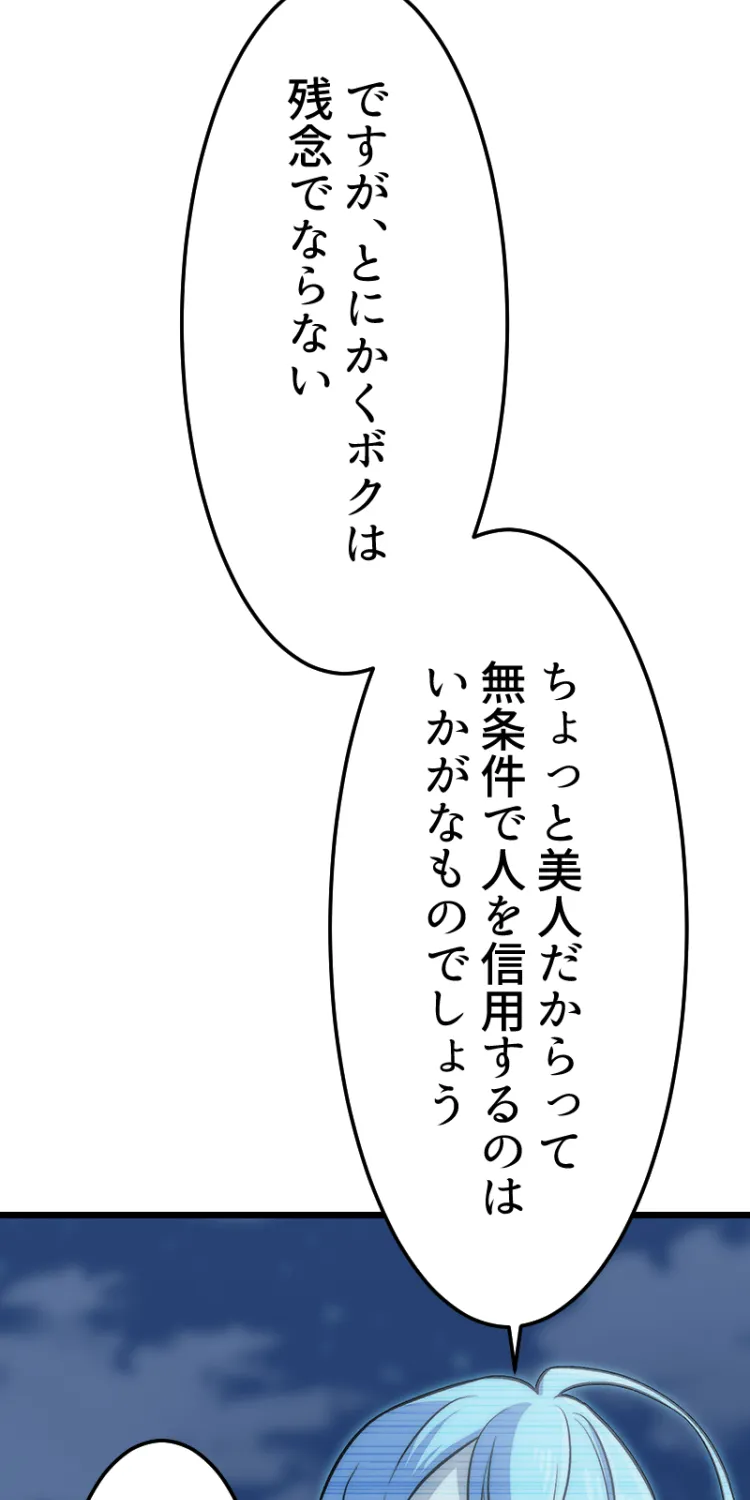 ですが、とにかくボクは
残念でならない
ちょっと美人だからって
無条件で人を信用するのは
いかがなものでしょう